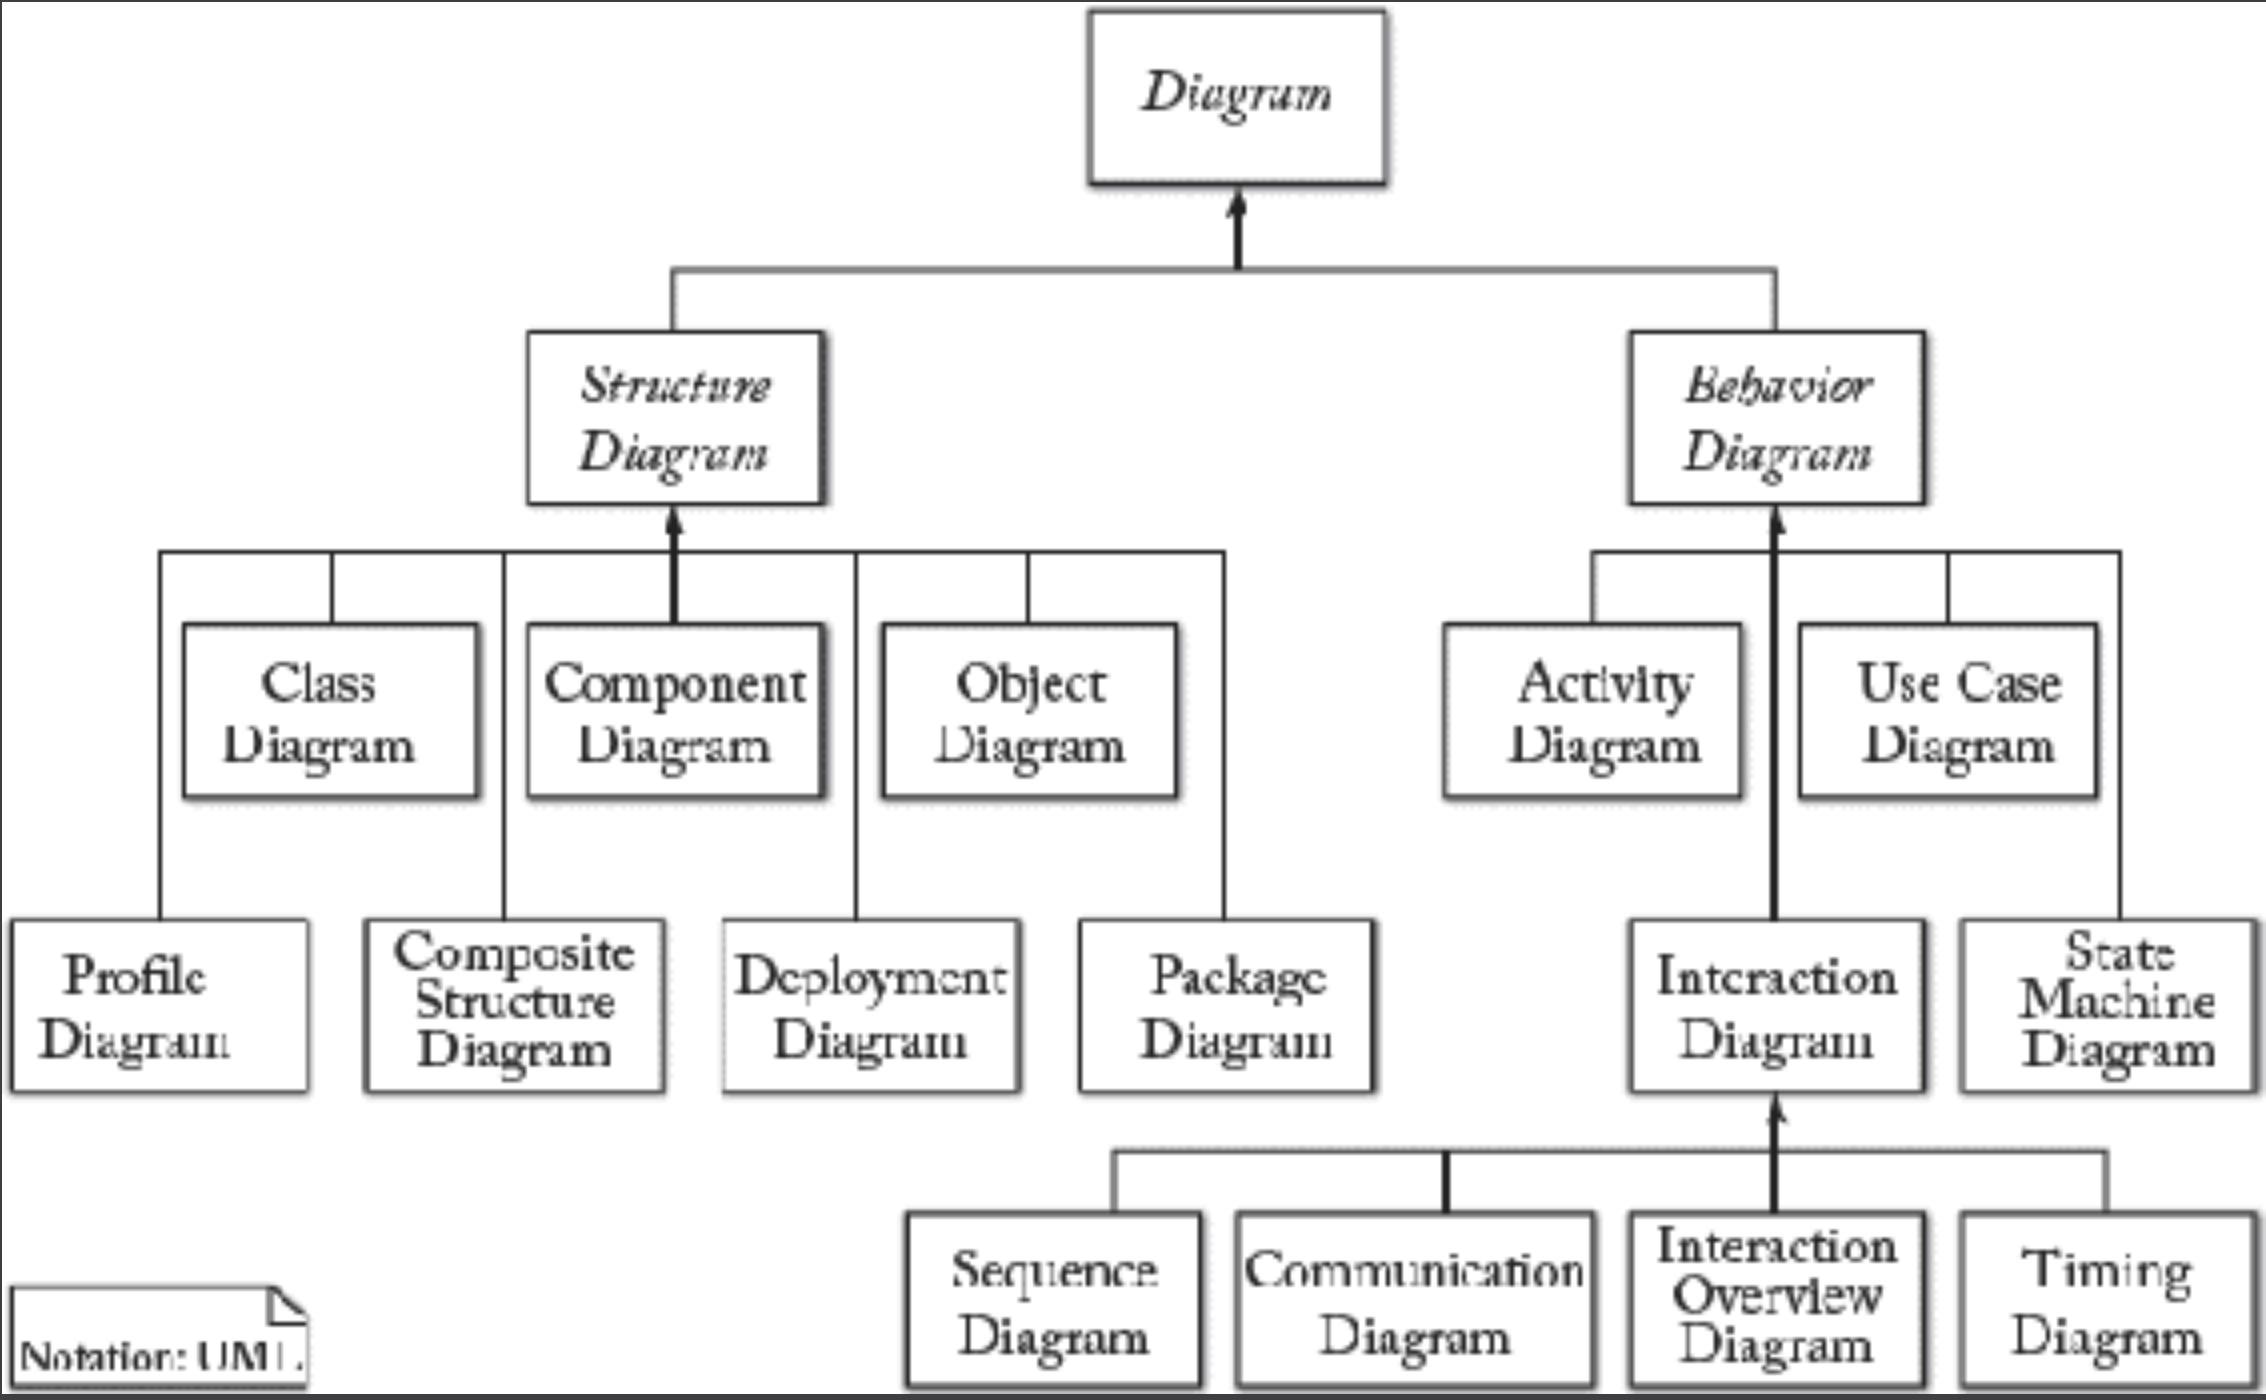 Diagram
Structure
Diagram
Behavior
Diagram
Class
Diagram
Component
Diagram
Object
Diagram
Activity
Diagram
Use Case
Diagram
Profile
Diagram
Composite
Structure
Diagram
Deployment
Diagram
Package
Diagram
Interaction
Diagram
State
Machine
Diagram
Sequence
Diagram
Communication
Diagram
Interaction
Overview
Diagram
Timing
Diagram
Notation: UML